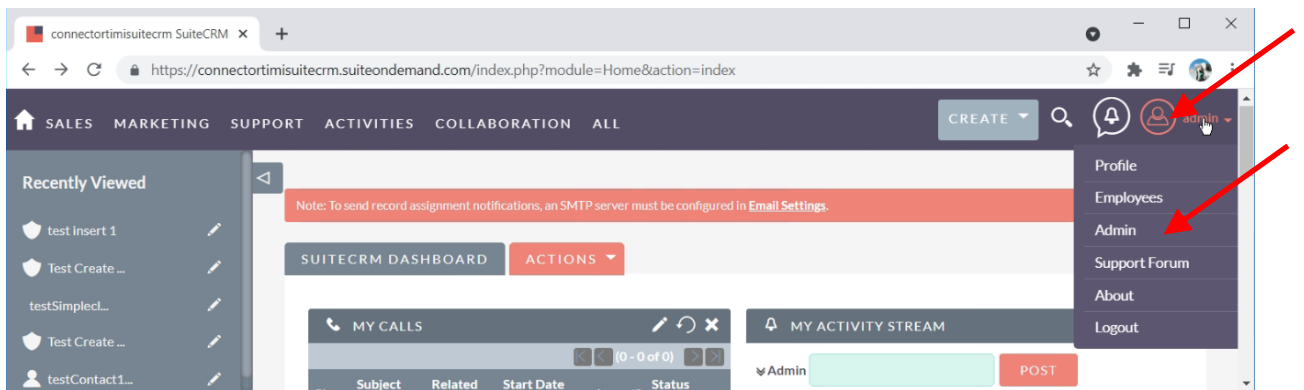 connectortimisuitecrm SuiteCRM
https://connectortimisuitecrm.suiteondemand.com/index.php?module=Home&action=index
SALES MARKETING SUPPORT ACTIVITIES COLLABORATION ALL CREATE admin
Recently Viewed
test insert 1
Test Create ...
testSimplecl...
Test Create ...
testContact1...
Note: To send record assignment notifications, an SMTP server must be configured in Email Settings.
SUITECRM DASHBOARD ACTIONS
MY CALLS
(0 - 0 of 0)
Subject Related Start Date Status
MY ACTIVITY STREAM
Admin POST
Profile
Employees
Admin
Support Forum
About
Logout